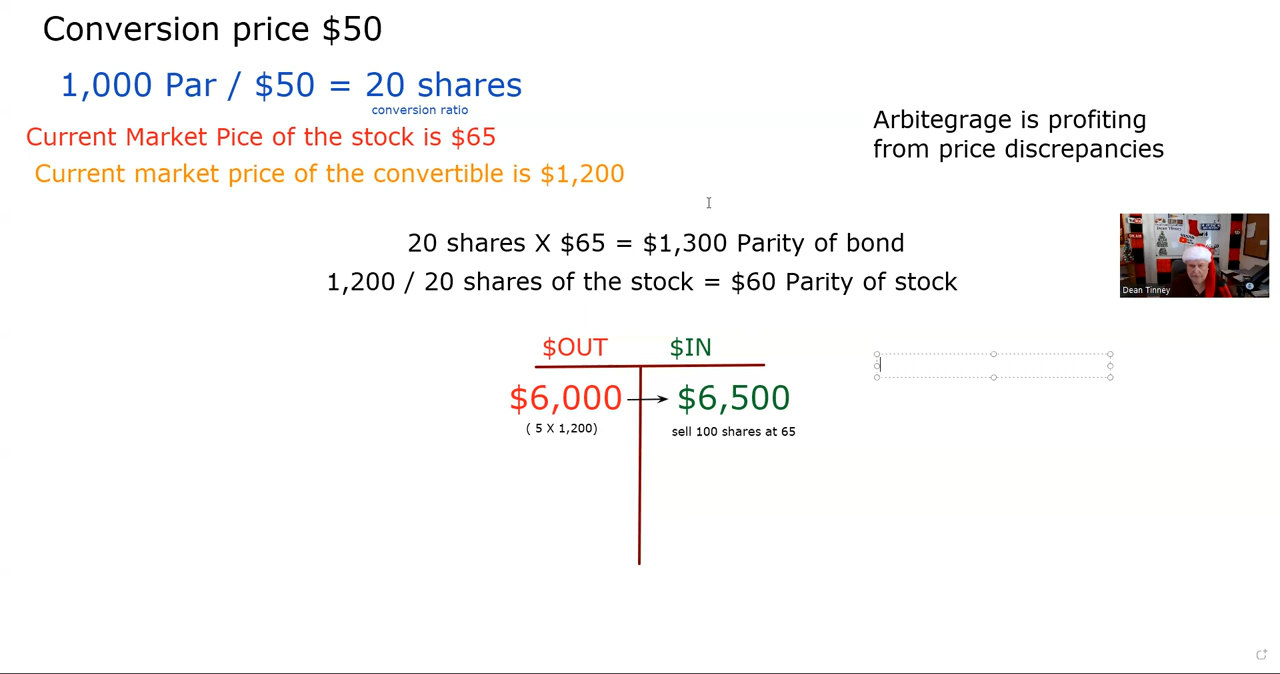 Conversion price $50
1,000 Par / $50 = 20 shares
conversion ratio
Current Market Pice of the stock is $65
Current market price of the convertible is $1,200
Arbitegrage is profiting
from price discrepancies
20 shares X $65 = $1,300 Parity of bond
1,200 / 20 shares of the stock = $60 Parity of stock
Dean Tinney
$OUT $IN
$6,000 $6,500
( 5 X 1,200) sell 100 shares at 65